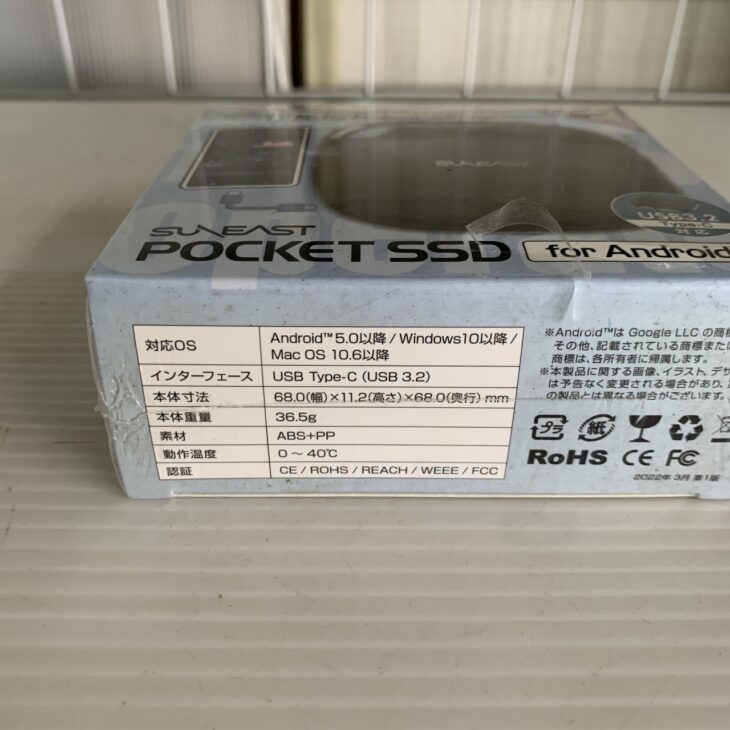 SUNEAST
USB3.2
Type-C
SUNEAST
POCKET SSD
for Android
対応OS
Android™ 5.0以降 / Windows10以降 /
Mac OS 10.6以降
インターフェース
USB Type-C (USB 3.2)
本体寸法
68.0(幅)×11.2(高さ)×68.0(奥行) mm
本体重量
36.5g
素材
ABS+PP
動作温度
0 ～ 40℃
認証
CE / ROHS / REACH / WEEE / FCC
※Android™は Google LLC の商標
その他、記載されている商標または
商標は、各所有者に帰属します。
※本製品に関する画像、イラスト、デザ
は予告なく変更される場合があり、
の製品とは異なる場合がございます。
プラ
紙
RoHS CE FC
2022年 3月 第1版